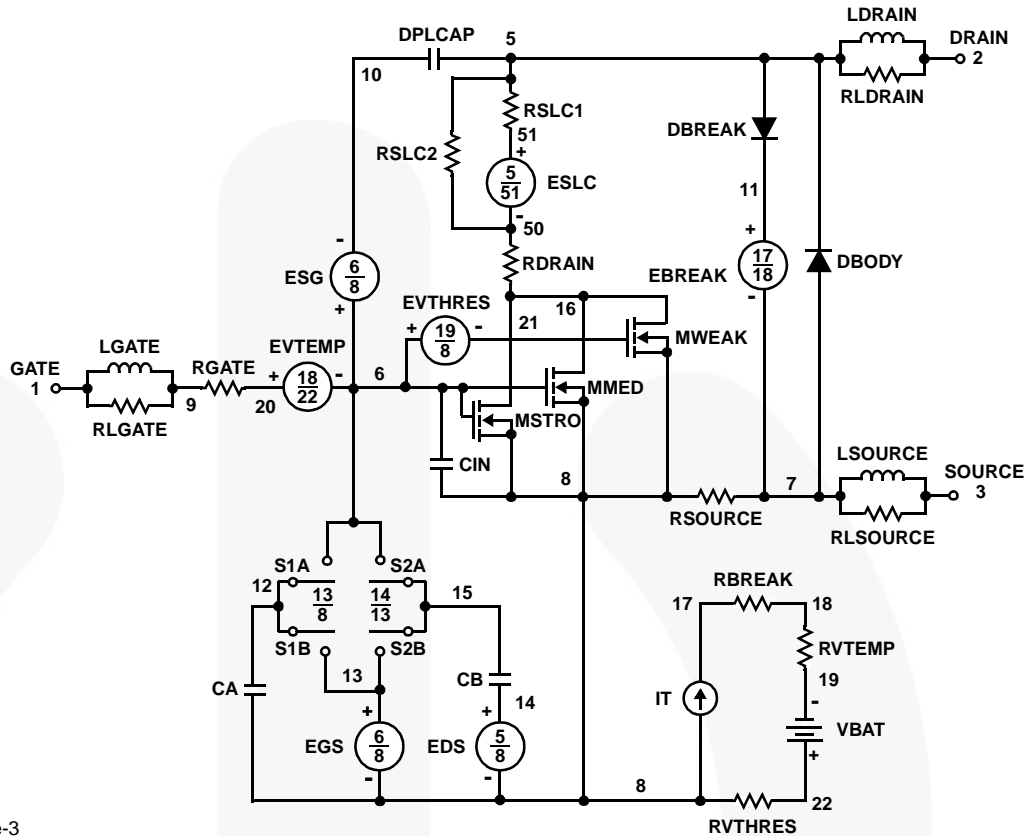 LDRAIN
DPLCAP 5 DRAIN
10 2
RLDRAIN
RSLC1
DBREAK
51
RSLC2 +
5
51
ESLC
11
-
50
-
+
17
18
RDRAIN
EBREAK DBODY
ESG 6
8
EVTHRES 16
-
+
+ 19
8 - 21
MWEAK
LGATE EVTEMP
GATE RGATE
1 + 18
22 - 6
MMED
9 20
MSTRO
RLGATE
LSOURCE
CIN 8 7 SOURCE
3
RSOURCE
RLSOURCE
S1A S2A
12 13
8 14
13 15
RBREAK
17 18
S1B S2B
RVTEMP
13
CA CB 19
14 IT -
+ +
VBAT
EGS 6
8 EDS 5
8
+
- -
8 22
RVTHRES
e-3